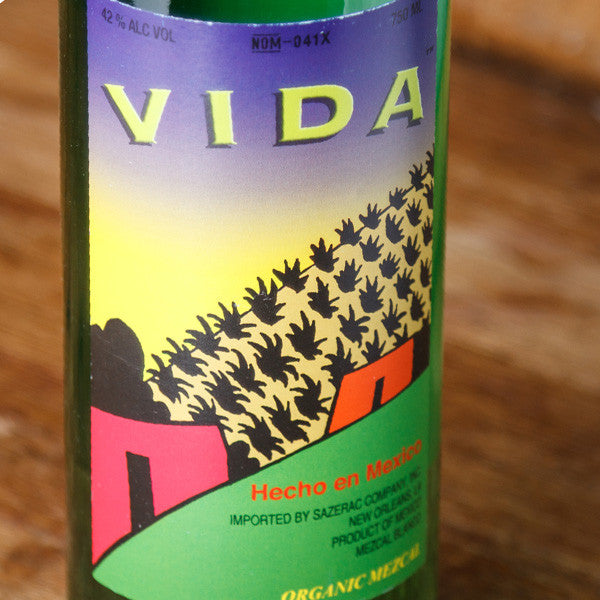 42 % ALC VOL NOM-041X 750 ML
VIDA
Hecho en Mexico
IMPORTED BY SAZERAC COMPANY, INC
NEW ORLEANS, LA
PRODUCT OF MEXICO
MEZCAL BLANCO
ORGANIC MEZCAL